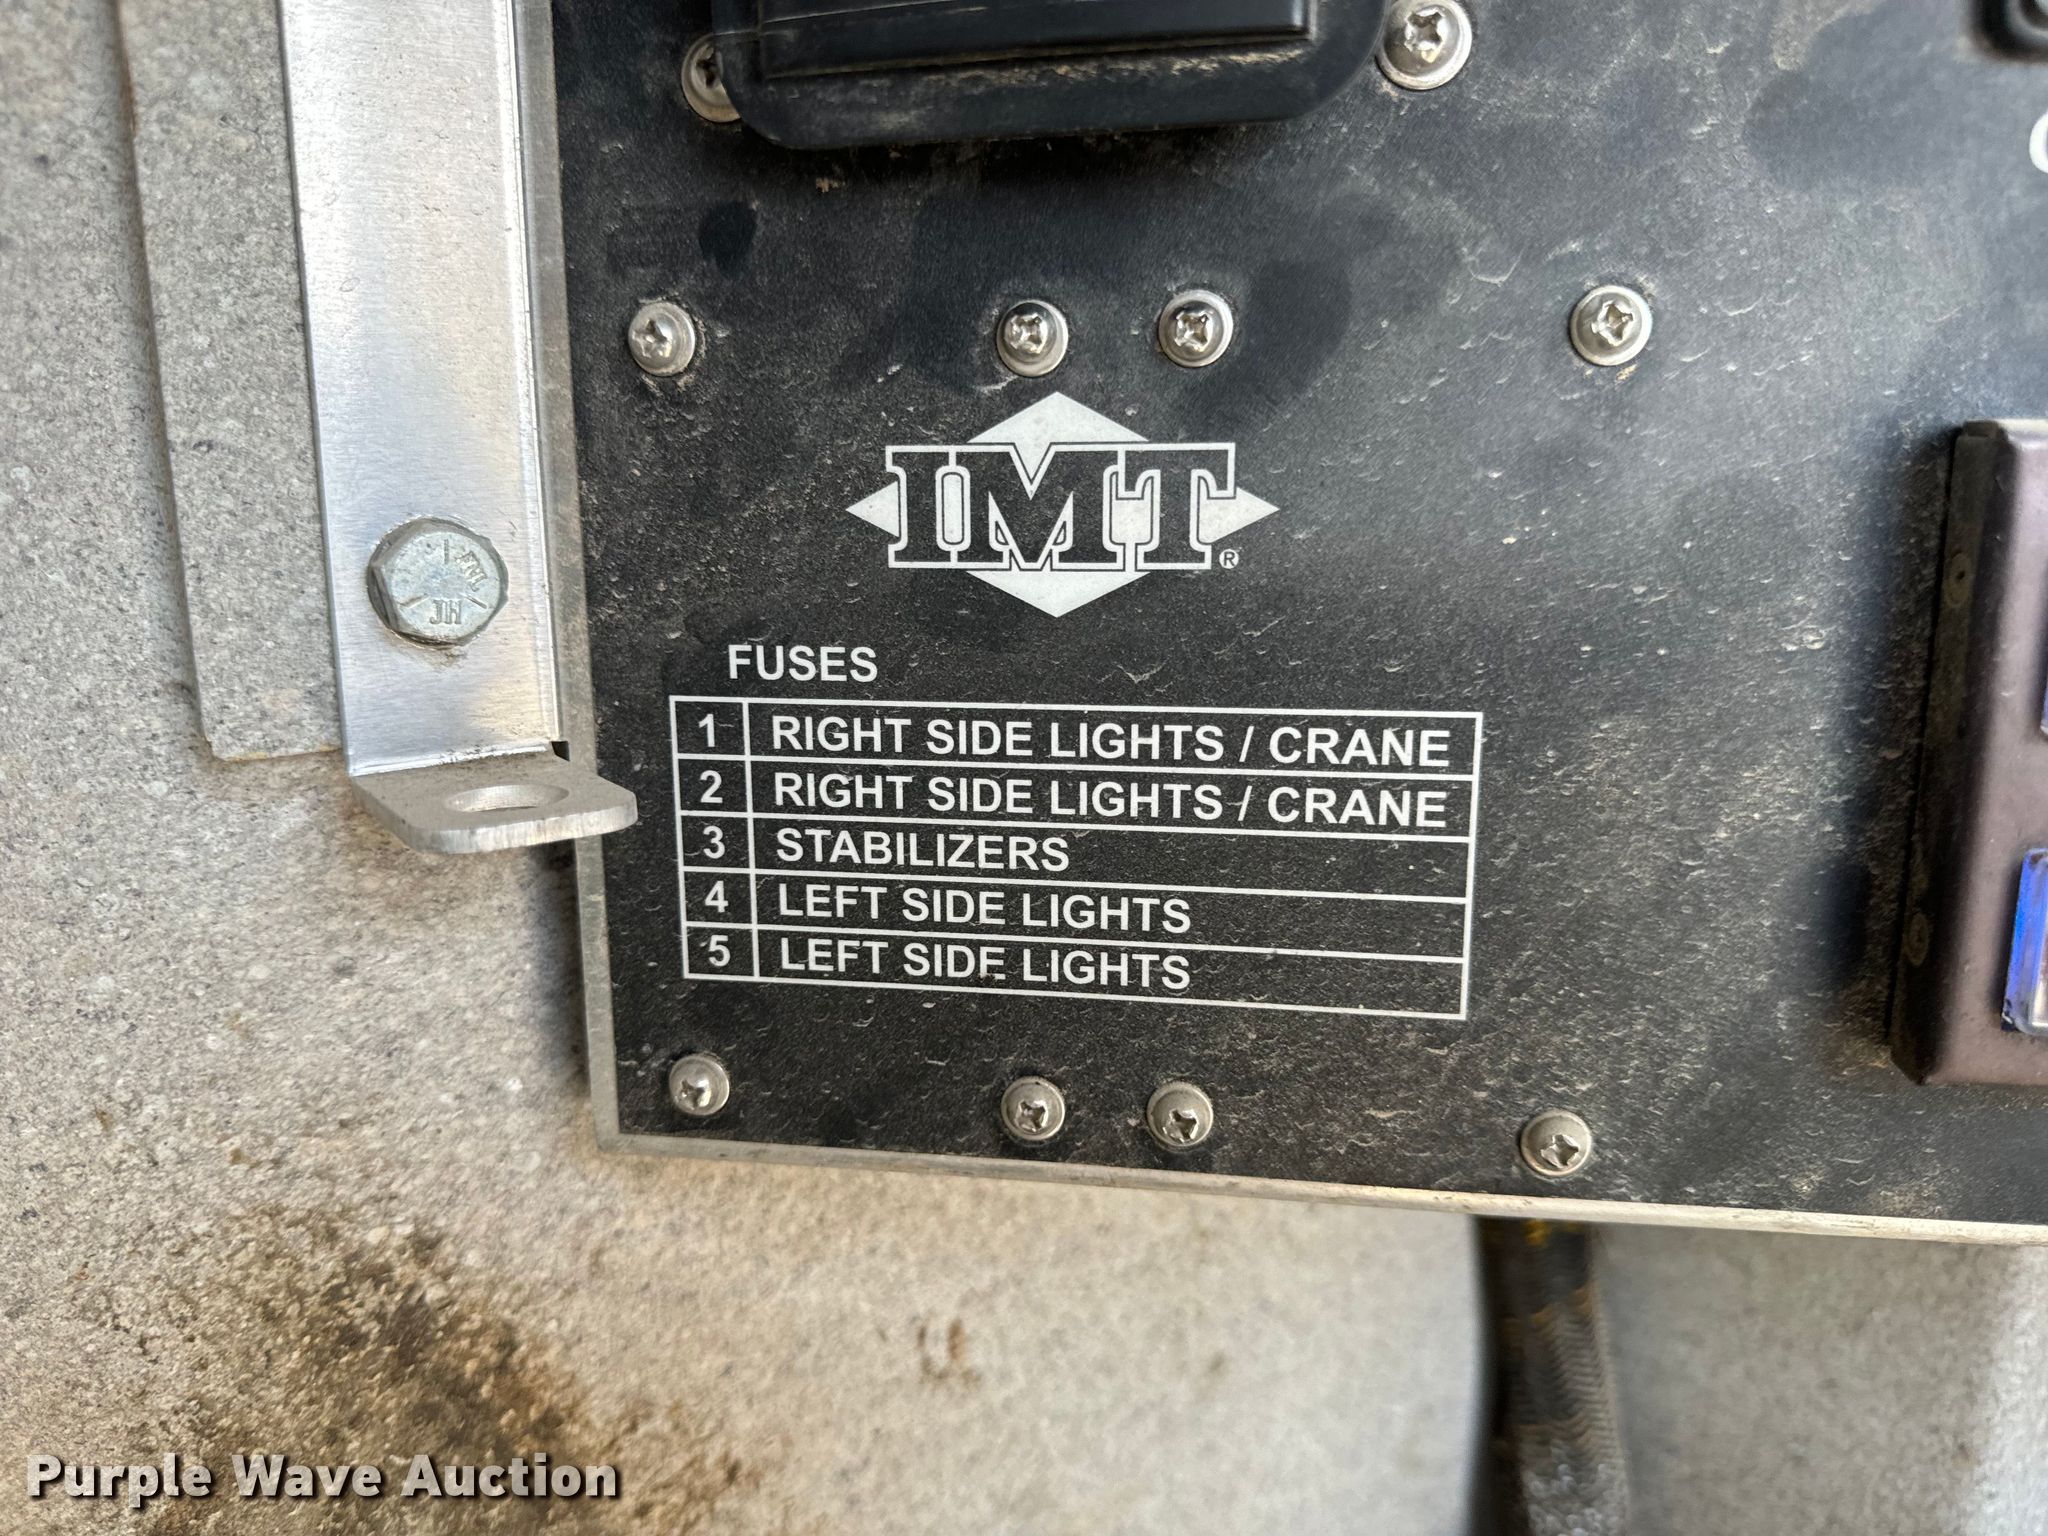 IMT®
JH
FUSES
1 RIGHT SIDE LIGHTS / CRANE
2 RIGHT SIDE LIGHTS / CRANE
3 STABILIZERS
4 LEFT SIDE LIGHTS
5 LEFT SIDE LIGHTS
Purple Wave Auction